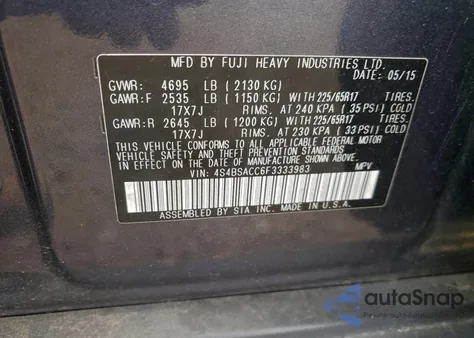 MFD BY FUJI HEAVY INDUSTRIES LTD.
DATE: 05/15
GVWR: 4695 LB (2130 KG)
GAWR:F 2535 LB (1150 KG) WITH 225/65R17 TIRES,
17X7J RIMS. AT 240 KPA (35 PSI) COLD
GAWR:R 2645 LB (1200 KG) WITH 225/65R17 TIRES,
17X7J RIMS. AT 230 KPA (33 PSI) COLD
THIS VEHICLE CONFORMS TO ALL APPLICABLE FEDERAL MOTOR
VEHICLE SAFETY, BUMPER, AND THEFT PREVENTION STANDARDS
IN EFFECT ON THE DATE OF MANUFACTURE SHOWN ABOVE.
VIN: 4S4BSACC6F3333983 MPV
ASSEMBLED BY SIA INC. MADE IN U.S.A.
autoSnap